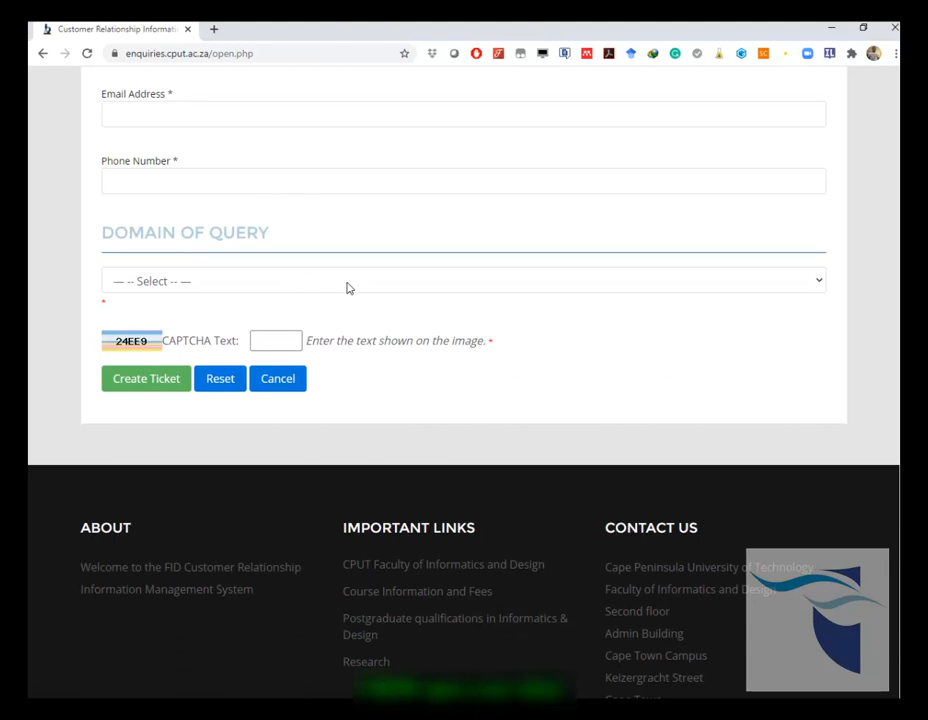 Customer Relationship Informati
enquiries.cput.ac.za/open.php
Email Address *
Phone Number *
DOMAIN OF QUERY
— -- Select -- —
*
24EE9 CAPTCHA Text: Enter the text shown on the image. *
Create Ticket Reset Cancel
ABOUT
Welcome to the FID Customer Relationship
Information Management System
IMPORTANT LINKS
CPUT Faculty of Informatics and Design
Course Information and Fees
Postgraduate qualifications in Informatics &
Design
Research
CONTACT US
Cape Peninsula University of Technology
Faculty of Informatics and Design
Second floor
Admin Building
Cape Town Campus
Keizergracht Street
Cape Town